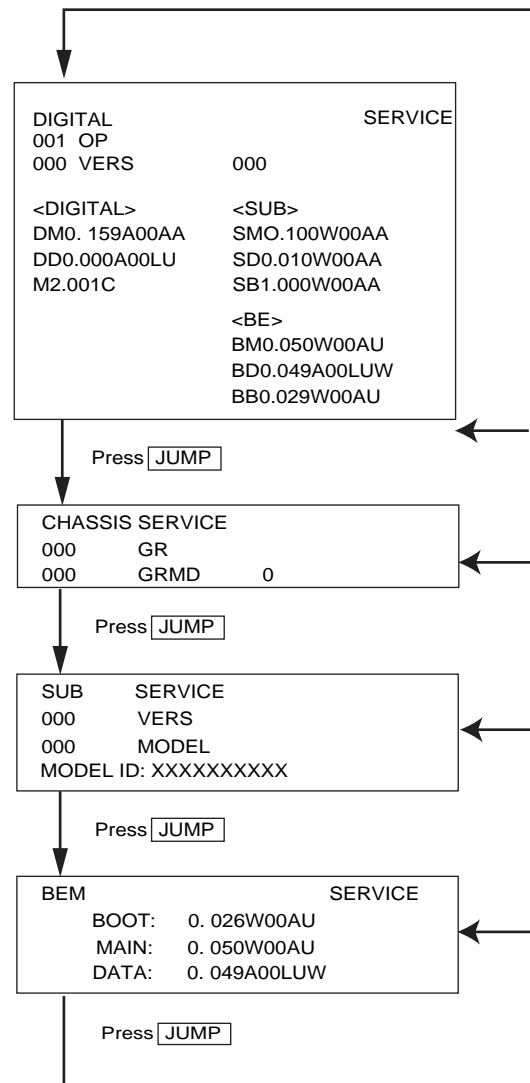 DIGITAL SERVICE
001 OP
000 VERS 000
<DIGITAL> <SUB>
DM0. 159A00AA SMO.100W00AA
DD0.000A00LU SD0.010W00AA
M2.001C SB1.000W00AA
<BE>
BM0.050W00AU
BD0.049A00LUW
BB0.029W00AU
Press JUMP
CHASSIS SERVICE
000 GR
000 GRMD 0
Press JUMP
SUB SERVICE
000 VERS
000 MODEL
MODEL ID: XXXXXXXXXX
Press JUMP
BEM SERVICE
BOOT: 0. 026W00AU
MAIN: 0. 050W00AU
DATA: 0. 049A00LUW
Press JUMP